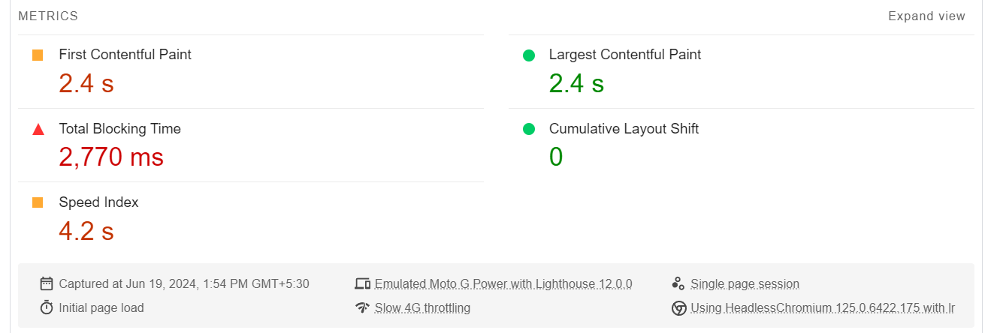 METRICS
Expand view
First Contentful Paint
2.4 s
Largest Contentful Paint
2.4 s
Total Blocking Time
2,770 ms
Cumulative Layout Shift
0
Speed Index
4.2 s
Captured at Jun 19, 2024, 1:54 PM GMT+5:30
Emulated Moto G Power with Lighthouse 12.0.0
Single page session
Initial page load
Slow 4G throttling
Using HeadlessChromium 125.0.6422.175 with lr